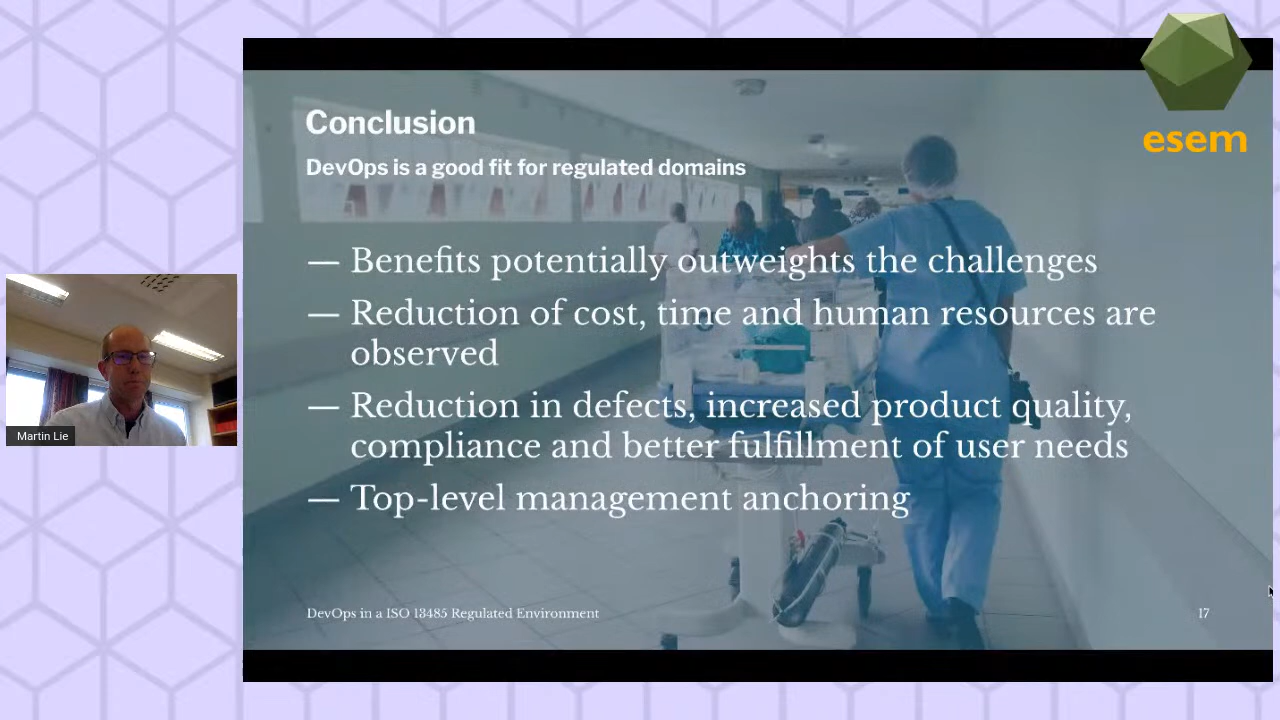 esem
Conclusion
DevOps is a good fit for regulated domains
— Benefits potentially outweights the challenges
— Reduction of cost, time and human resources are
observed
— Reduction in defects, increased product quality,
compliance and better fulfillment of user needs
— Top-level management anchoring
DevOps in a ISO 13485 Regulated Environment
17
Martin Lie